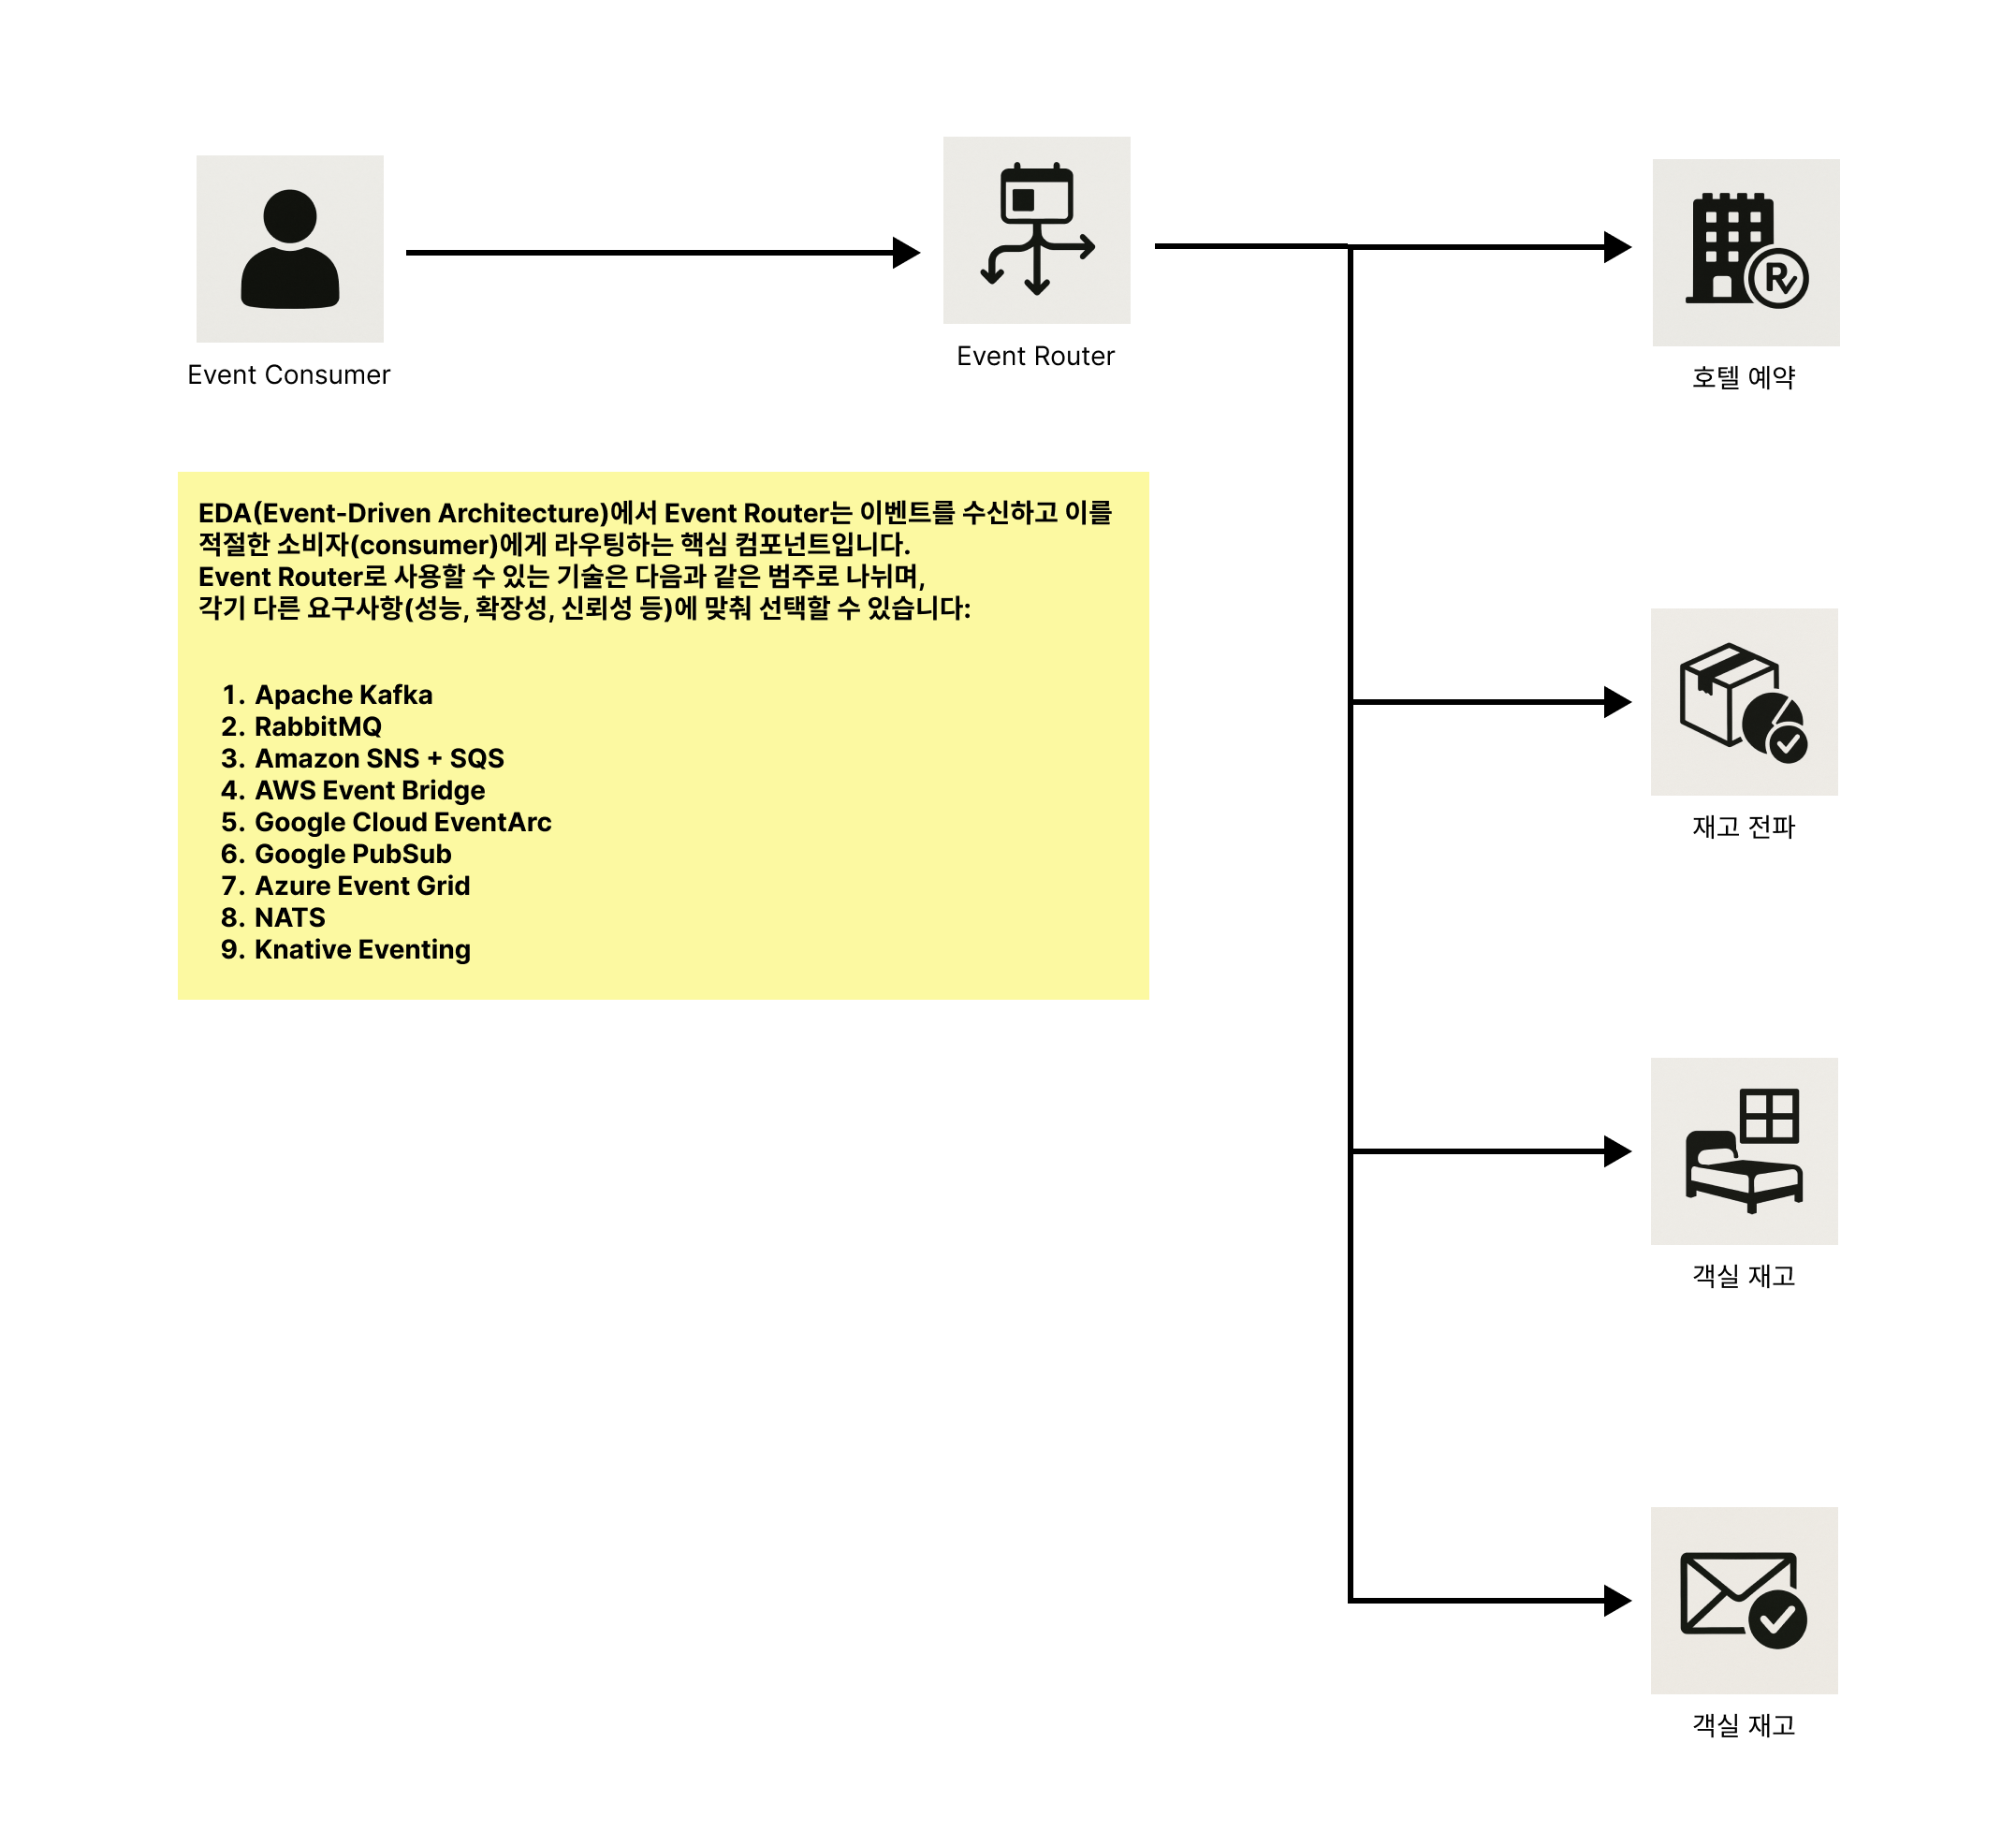 Event Consumer
Event Router
호텔 예약
EDA(Event-Driven Architecture)에서 Event Router는 이벤트를 수신하고 이를
적절한 소비자(consumer)에게 라우팅하는 핵심 컴포넌트입니다.
Event Router로 사용할 수 있는 기술은 다음과 같은 범주로 나뉘며,
각기 다른 요구사항(성능, 확장성, 신뢰성 등)에 맞춰 선택할 수 있습니다:
1. Apache Kafka
2. RabbitMQ
3. Amazon SNS + SQS
4. AWS Event Bridge
5. Google Cloud EventArc
6. Google PubSub
7. Azure Event Grid
8. NATS
9. Knative Eventing
재고 전파
객실 재고
객실 재고